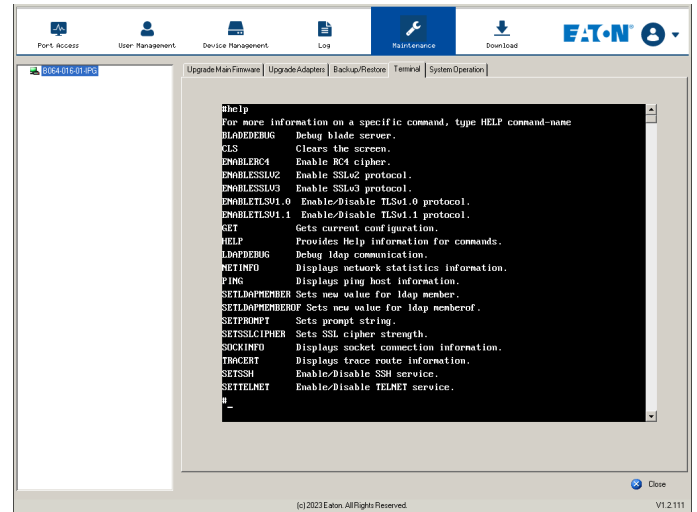 Port Access User Management Device Management Log Maintenance Download EATON
B064-016-01-IPG
Upgrade Main Firmware Upgrade Adapters Backup/Restore Terminal System Operation
#help
For more information on a specific command, type HELP command-name
BLADEDEBUG Debug blade server.
CLS Clears the screen.
ENABLERC4 Enable RC4 cipher.
ENABLESSLV2 Enable SSLv2 protocol.
ENABLESSLV3 Enable SSLv3 protocol.
ENABLETLSV1.0 Enable/Disable TLSv1.0 protocol.
ENABLETLSV1.1 Enable/Disable TLSv1.1 protocol.
GET Gets current configuration.
HELP Provides Help information for commands.
LDAPDEBUG Debug ldap communication.
NETINFO Displays network statistics information.
PING Displays ping host information.
SETLDAPMEMBER Sets new value for ldap member.
SETLDAPMEMBEROF Sets new value for ldap memberof.
SETPROMPT Sets prompt string.
SETSSLCIPHER Sets SSL cipher strength.
SOCKINFO Displays socket connection information.
TRACERT Displays trace route information.
SETSSH Enable/Disable SSH service.
SETTELNET Enable/Disable TELNET service.
#_
Close
(c) 2023 Eaton. All Rights Reserved. V1.2.111